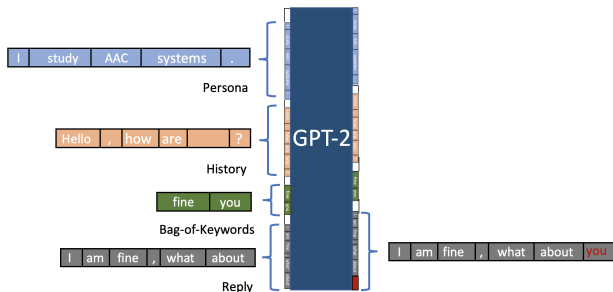 I study AAC systems .
Persona
Hello , how are ?
History
fine you
Bag-of-Keywords
I am fine , what about
Reply
GPT-2
I am fine , what about you